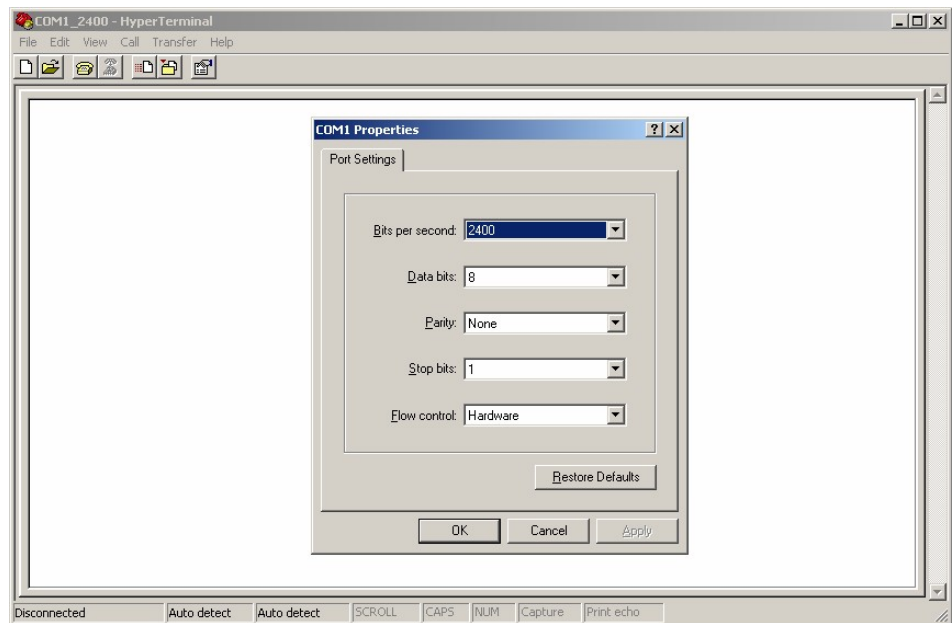 COM1_2400 - HyperTerminal
File Edit View Call Transfer Help
COM1 Properties
Port Settings
Bits per second: 2400
Data bits: 8
Parity: None
Stop bits: 1
Flow control: Hardware
Restore Defaults
OK Cancel Apply
Disconnected Auto detect Auto detect SCROLL CAPS NUM Capture Print echo